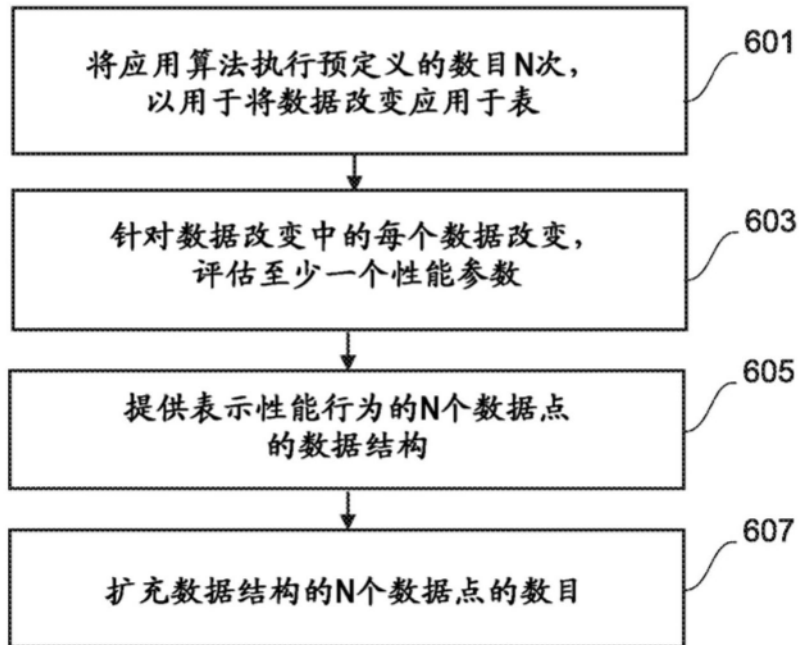 将应用算法执行预定义的数目N次，
以用于将数据改变应用于表
601
针对数据改变中的每个数据改变，
评估至少一个性能参数
603
提供表示性能行为的N个数据点
的数据结构
605
扩充数据结构的N个数据点的数目
607